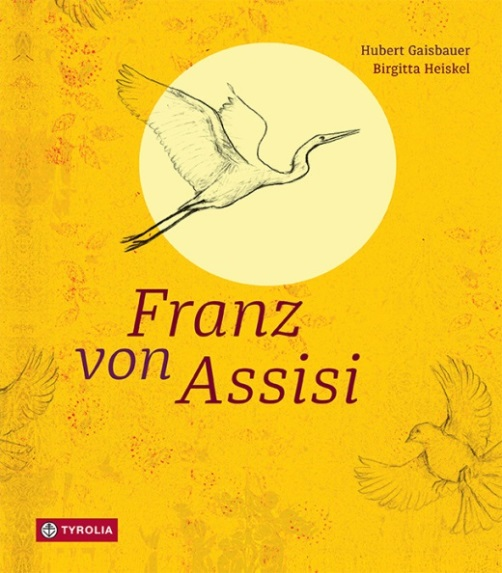 Hubert Gaisbauer
Birgitta Heiskel
Franz
von Assisi
TYROLIA